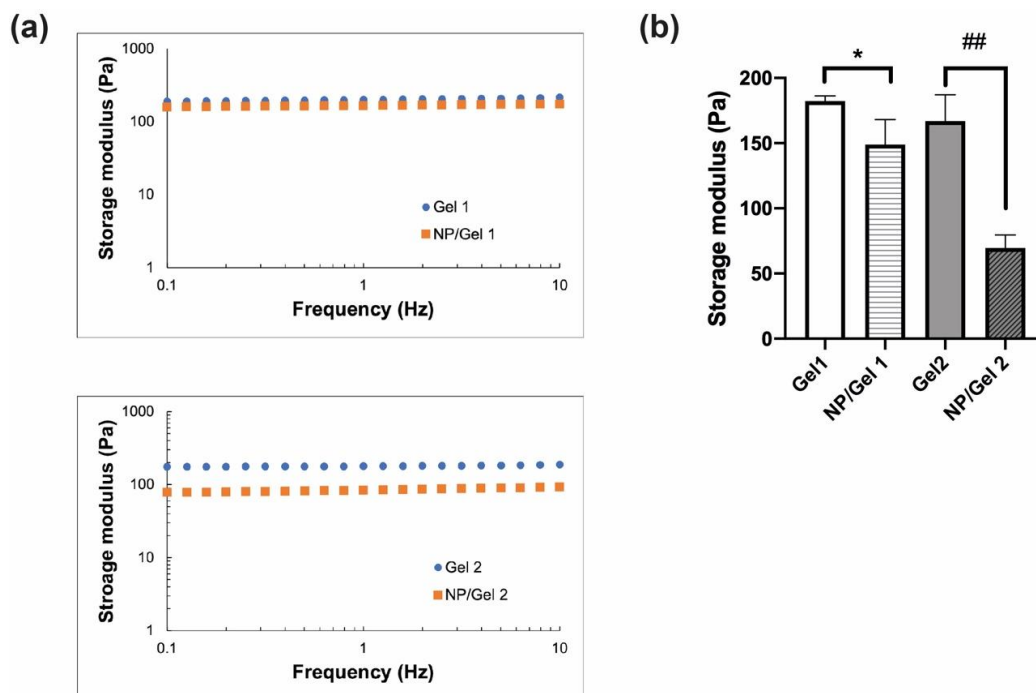 (a)
1000
100
10
1
Storage modulus (Pa)
Gel 1
NP/Gel 1
0.1 1 10
Frequency (Hz)
1000
100
10
1
Stroage modulus (Pa)
Gel 2
NP/Gel 2
0.1 1 10
Frequency (Hz)
(b)
* ##
200
150
100
50
0
Storage modulus (Pa)
Gel1 NP/Gel 1 Gel2 NP/Gel 2